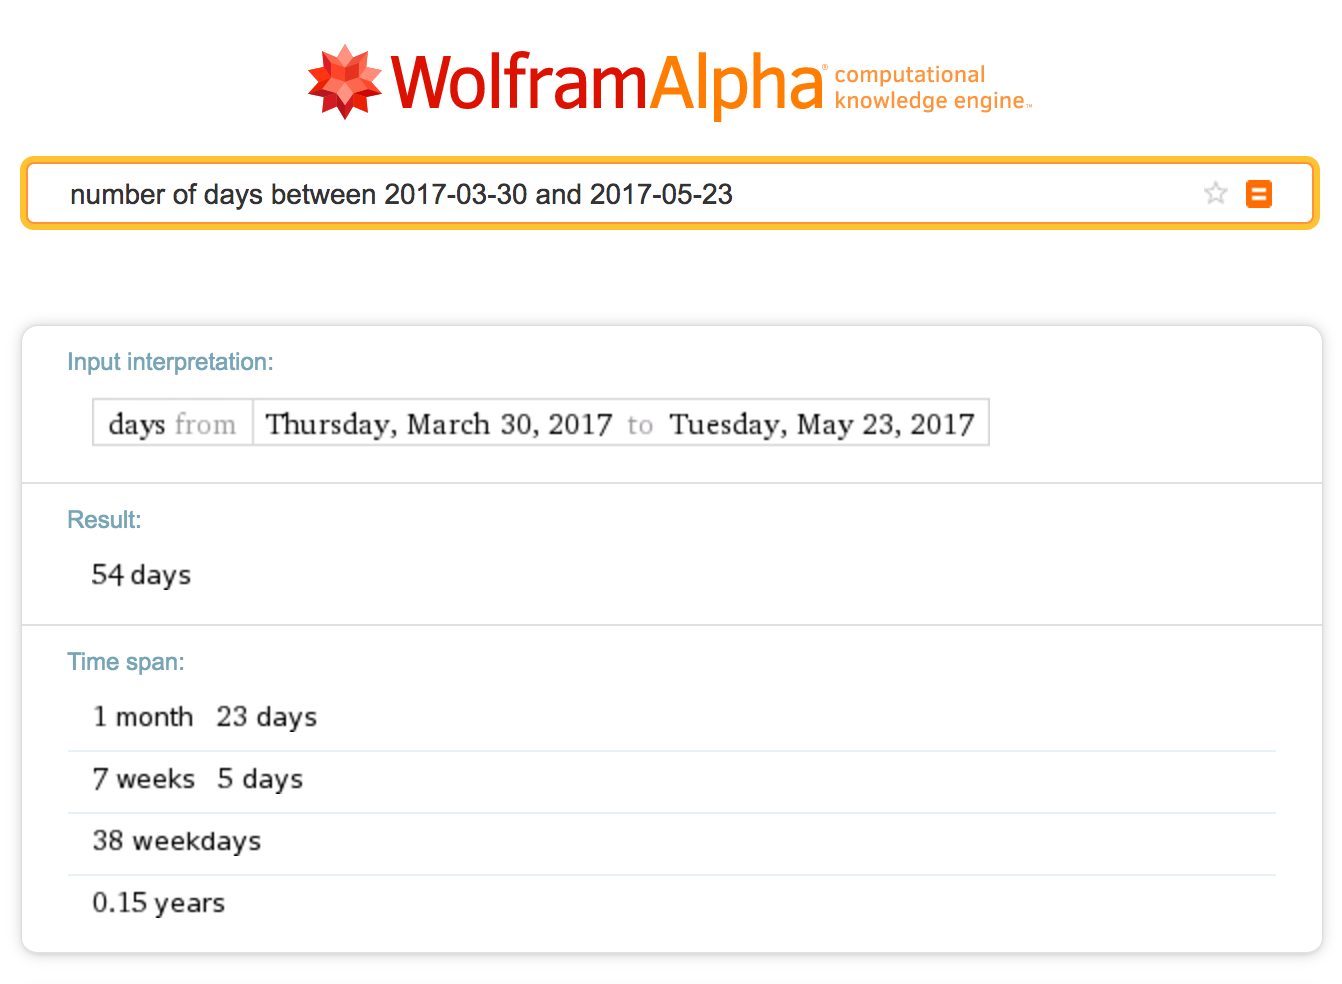 WolframAlpha® computational
knowledge engine™
number of days between 2017-03-30 and 2017-05-23
Input interpretation:
days from Thursday, March 30, 2017 to Tuesday, May 23, 2017
Result:
54 days
Time span:
1 month 23 days
7 weeks 5 days
38 weekdays
0.15 years